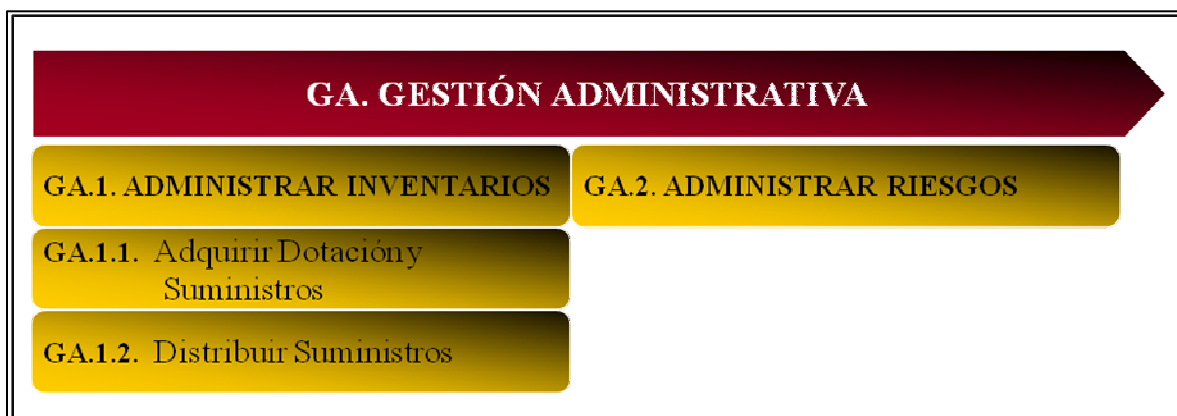 GA. GESTIÓN ADMINISTRATIVA
GA.1. ADMINISTRAR INVENTARIOS
GA.2. ADMINISTRAR RIESGOS
GA.1.1. Adquirir Dotación y
Suministros
GA.1.2. Distribuir Suministros